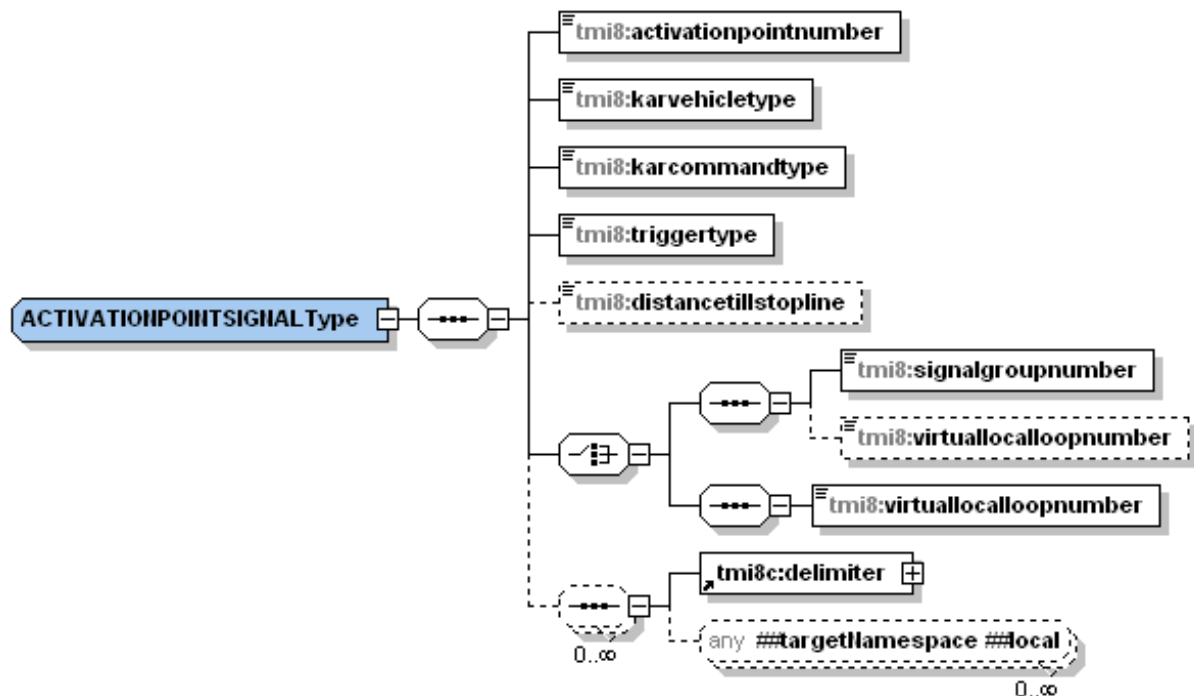 tmi8:activationpointnumber
tmi8:karvehicletype
tmi8:karcommandtype
tmi8:triggertype
tmi8:distancetillstopline
ACTIVATIONPOINTSIGNALType
tmi8:signalgroupnumber
tmi8:virtuallocalloopnumber
tmi8:virtuallocalloopnumber
tmi8c:delimiter
any ##targetNamespace ##local
0..∞
0..∞